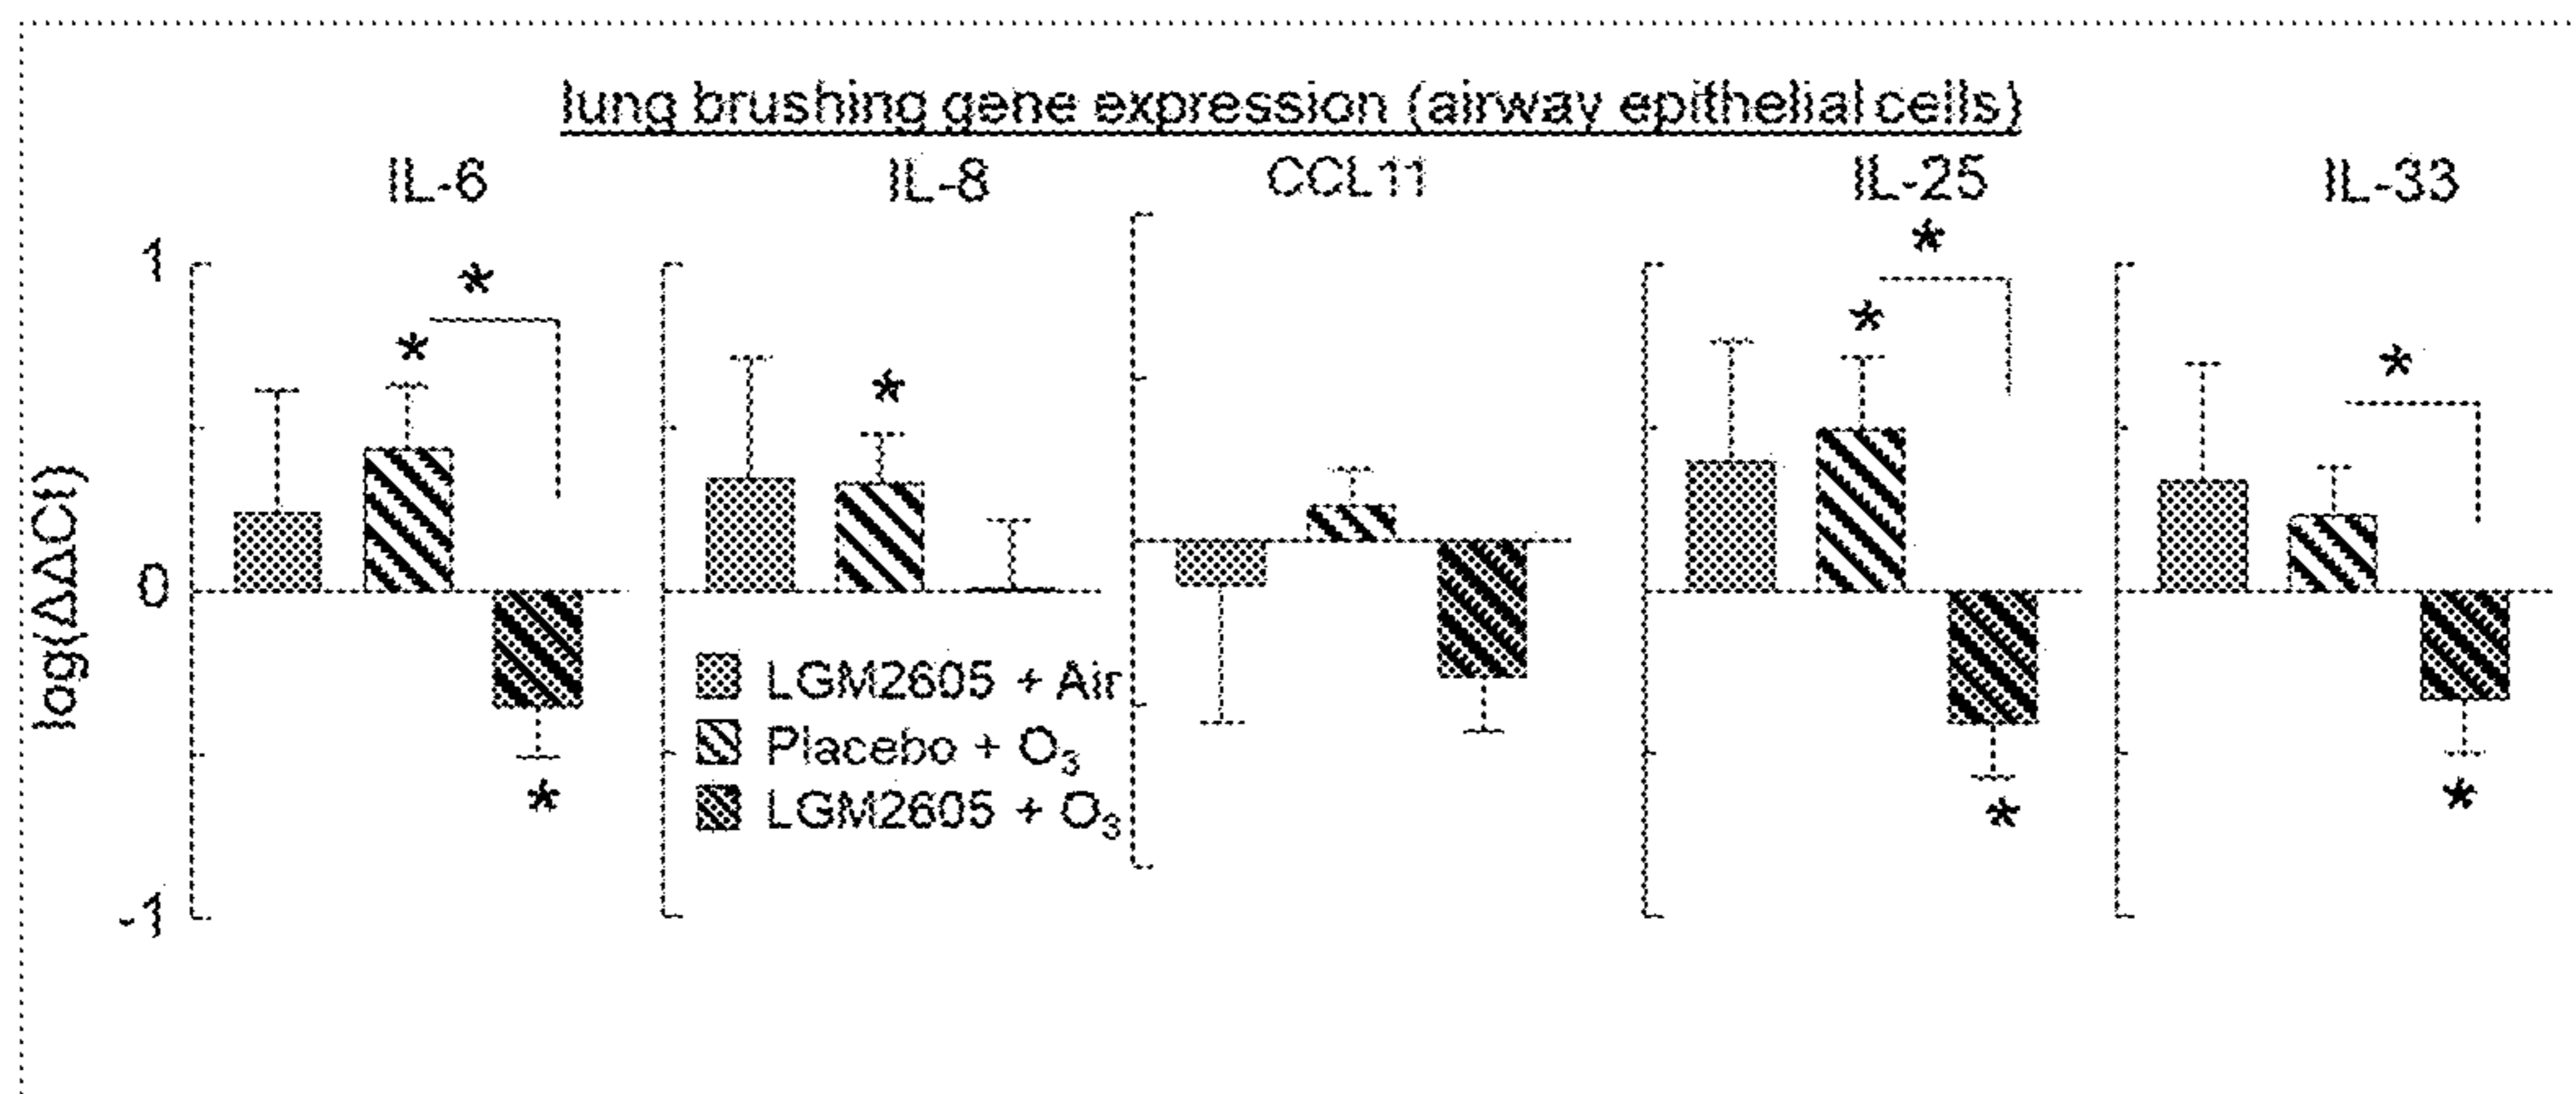 lung brushing gene expression (airway epithelial cells)
IL-6 IL-8 CCL11 IL-25 IL-33
* * * * * * * * *
1
0
-1
log(ΔΔCt)
LGM2605 + Air
Placebo + O₃
LGM2605 + O₃